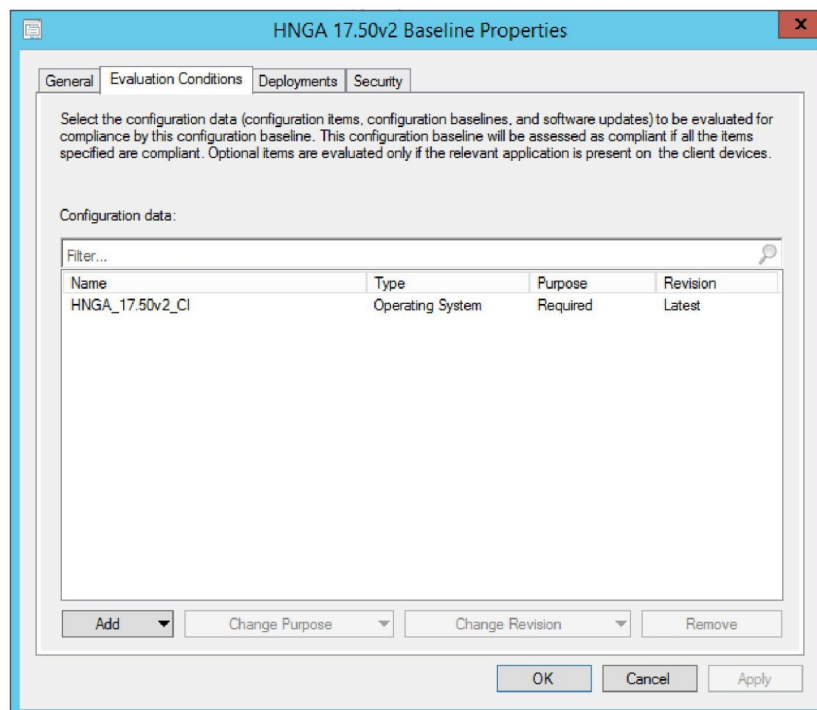 HNGA 17.50v2 Baseline Properties
x
General
Evaluation Conditions
Deployments
Security
Select the configuration data (configuration items, configuration baselines, and software updates) to be evaluated for
compliance by this configuration baseline. This configuration baseline will be assessed as compliant if all the items
specified are compliant. Optional items are evaluated only if the relevant application is present on the client devices.
Configuration data:
Filter...
Name Type Purpose Revision
HNGA_17.50v2_CI Operating System Required Latest
Add Change Purpose Change Revision Remove
OK Cancel Apply